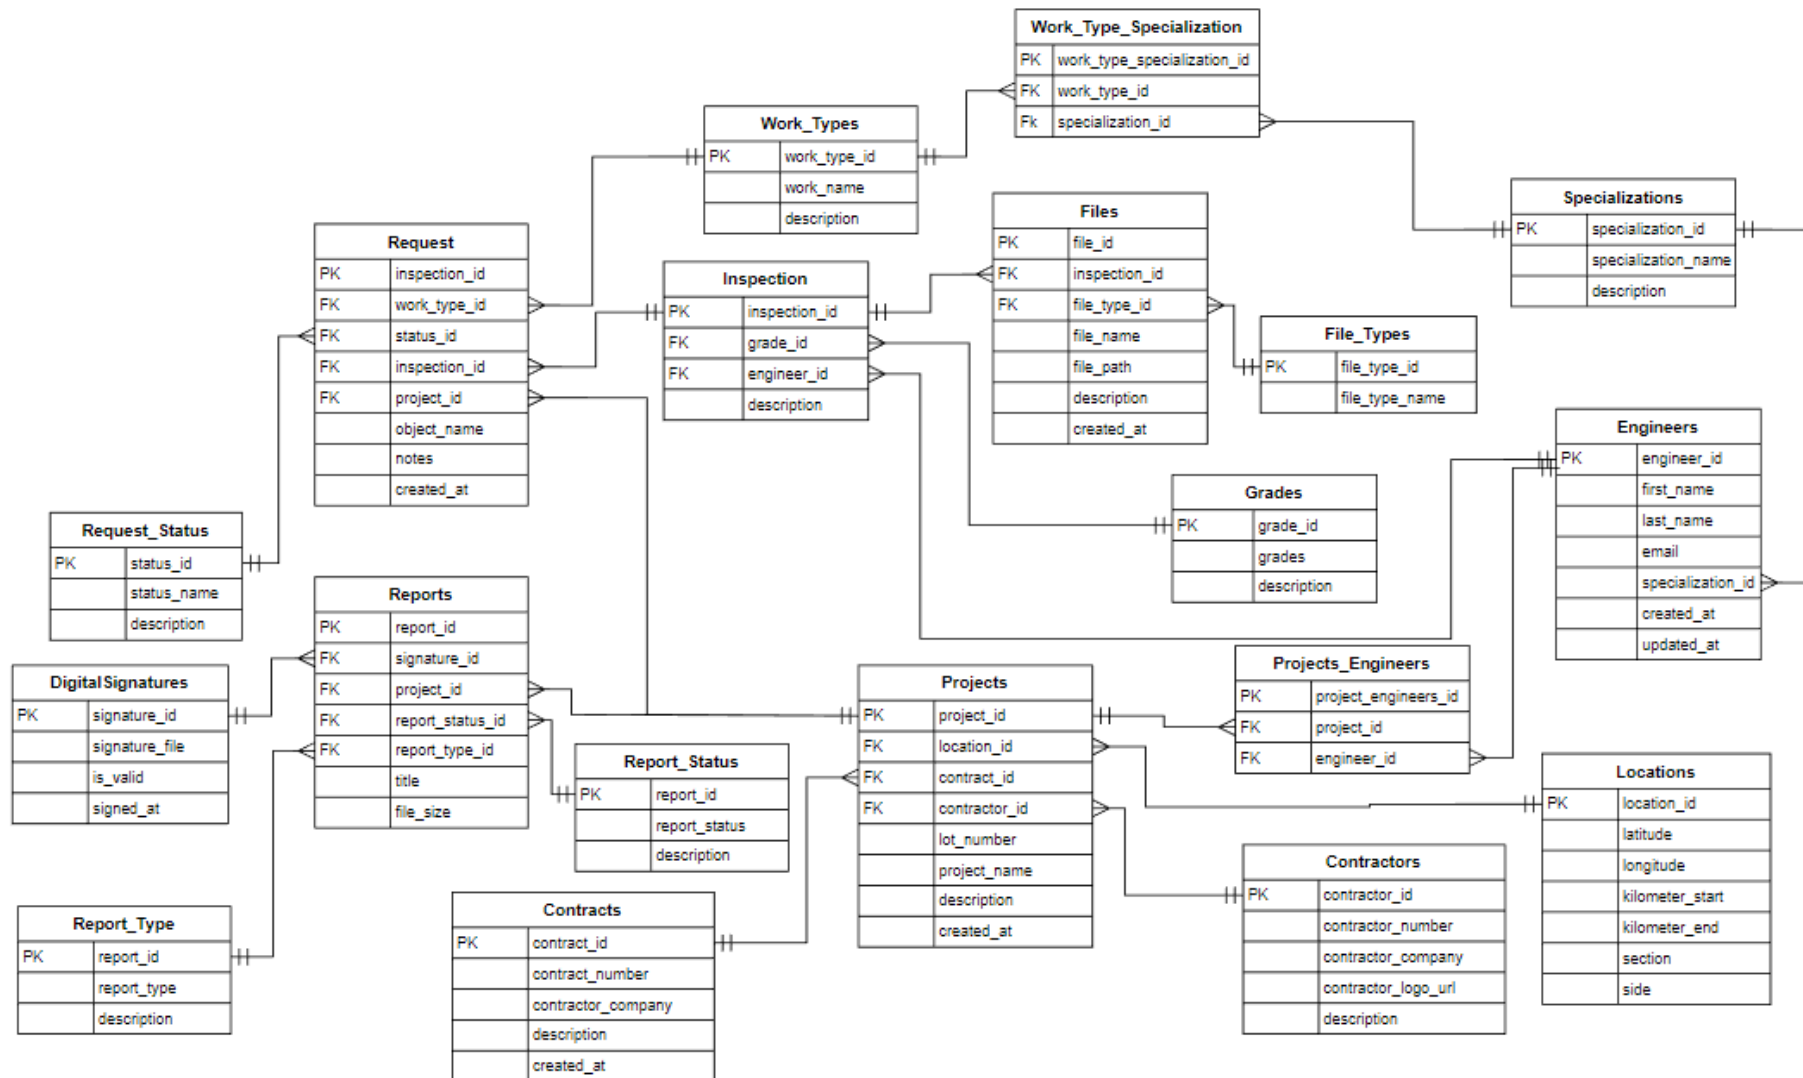 Work_Type_Specialization
PK work_type_specialization_id
FK work_type_id
Fk specialization_id
Work_Types
PK work_type_id
work_name
description
Specializations
PK specialization_id
specialization_name
description
Files
PK file_id
FK inspection_id
FK file_type_id
file_name
file_path
description
created_at
Request
PK inspection_id
FK work_type_id
FK status_id
FK inspection_id
FK project_id
object_name
notes
created_at
Inspection
PK inspection_id
FK grade_id
FK engineer_id
description
File_Types
PK file_type_id
file_type_name
Engineers
PK engineer_id
first_name
last_name
email
specialization_id
created_at
updated_at
Grades
PK grade_id
grades
description
Request_Status
PK status_id
status_name
description
Reports
PK report_id
FK signature_id
FK project_id
FK report_status_id
FK report_type_id
title
file_size
DigitalSignatures
PK signature_id
signature_file
is_valid
signed_at
Projects
PK project_id
FK location_id
FK contract_id
FK contractor_id
lot_number
project_name
description
created_at
Projects_Engineers
PK project_engineers_id
FK project_id
FK engineer_id
Report_Status
PK report_id
report_status
description
Locations
PK location_id
latitude
longitude
kilometer_start
kilometer_end
section
side
Contractors
PK contractor_id
contractor_number
contractor_company
contractor_logo_url
description
Contracts
PK contract_id
contract_number
contractor_company
description
created_at
Report_Type
PK report_id
report_type
description